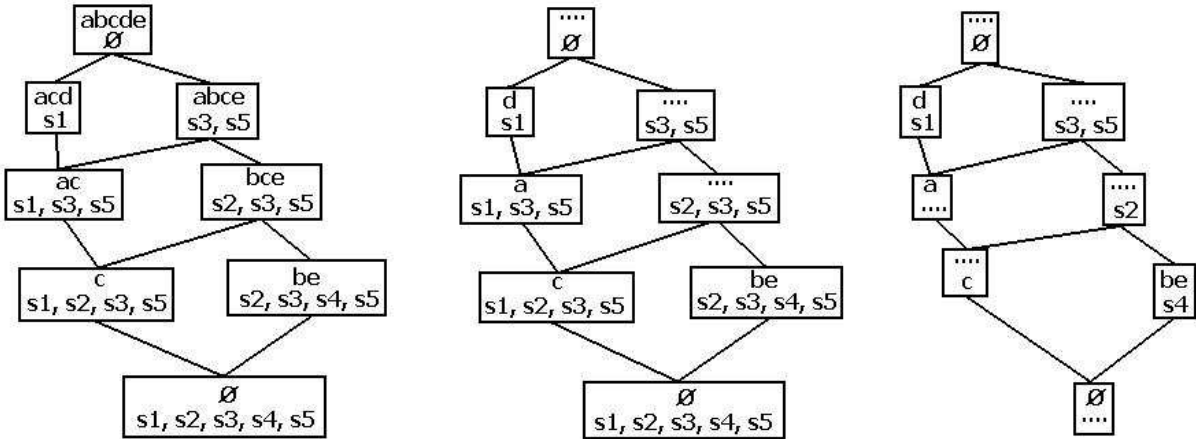 abcde
Ø
acd
s1
abce
s3, s5
ac
s1, s3, s5
bce
s2, s3, s5
c
s1, s2, s3, s5
be
s2, s3, s4, s5
Ø
s1, s2, s3, s4, s5
....
Ø
d
s1
....
s3, s5
a
s1, s3, s5
....
s2, s3, s5
c
s1, s2, s3, s5
be
s2, s3, s4, s5
Ø
s1, s2, s3, s4, s5
....
Ø
d
s1
....
s3, s5
a
....
....
s2
....
c
be
s4
Ø
....